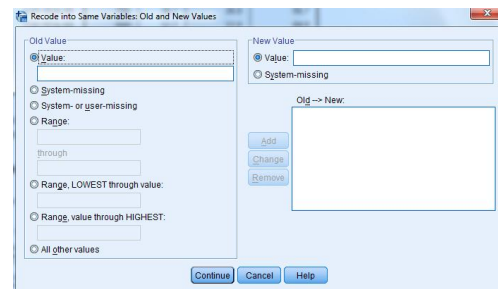 Recode into Same Variables: Old and New Values
Old Value
Value:
System-missing
System- or user-missing
Range:
through
Range, LOWEST through value:
Range, value through HIGHEST:
All other values
New Value
Value:
System-missing
Old --> New:
Add
Change
Remove
Continue
Cancel
Help